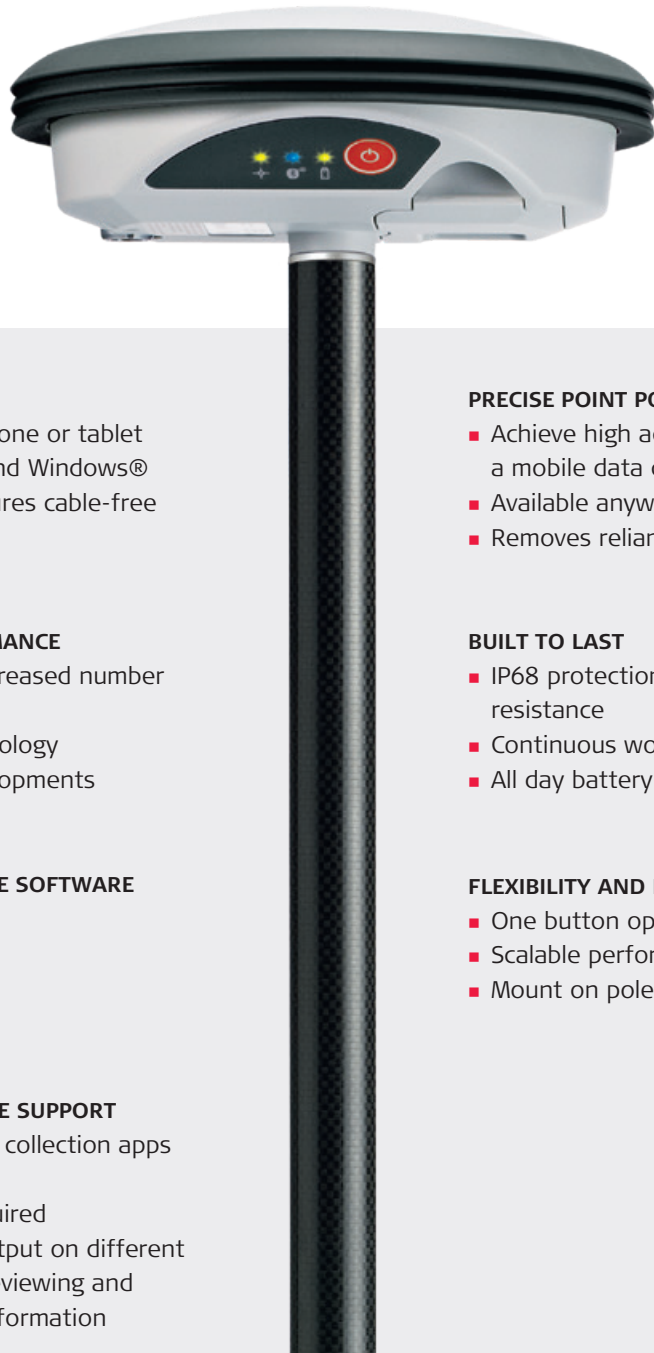 one or tablet
nd Windows®
res cable-free
MANCE
reased number
ology
opments
E SOFTWARE
E SUPPORT
collection apps
uired
tput on different
viewing and
formation
PRECISE POINT PO
▪ Achieve high a
a mobile data
▪ Available anyw
▪ Removes relian
BUILT TO LAST
▪ IP68 protection
resistance
▪ Continuous wo
▪ All day battery
FLEXIBILITY AND
▪ One button op
▪ Scalable perfor
▪ Mount on pole